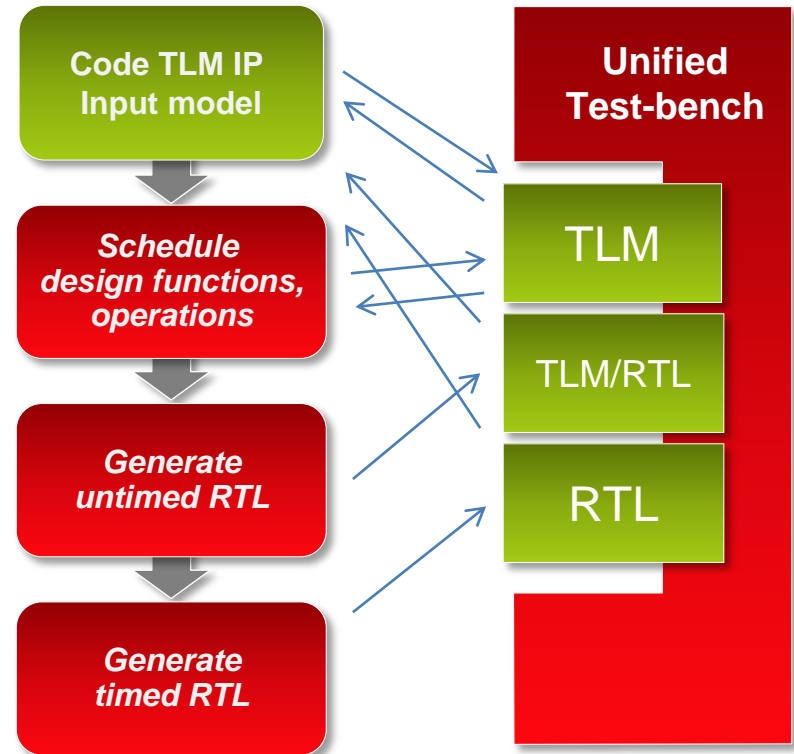 Code TLM IP
Input model
Schedule
design functions,
operations
Generate
untimed RTL
Generate
timed RTL
Unified
Test-bench
TLM
TLM/RTL
RTL